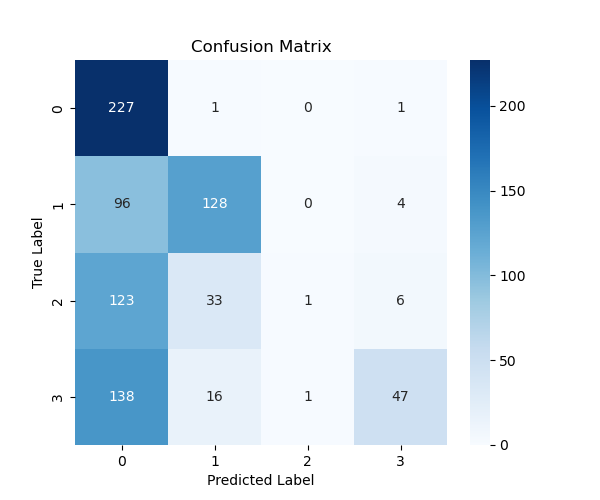 Confusion Matrix
True Label
0 227 1 0 1
1 96 128 0 4
2 123 33 1 6
3 138 16 1 47
0 1 2 3
Predicted Label
200
150
100
50
0